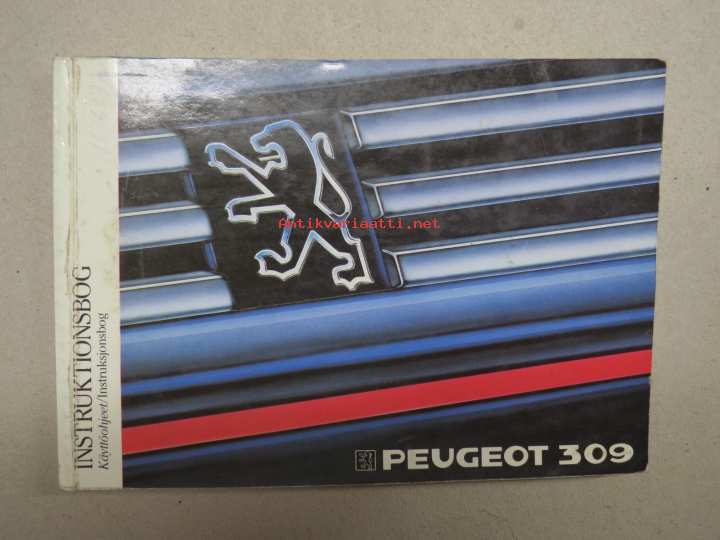 INSTRUKTIONSBOG
Käyttöohjeet/Instruksjonsbog
Antikvariaatti.net
PEUGEOT 309